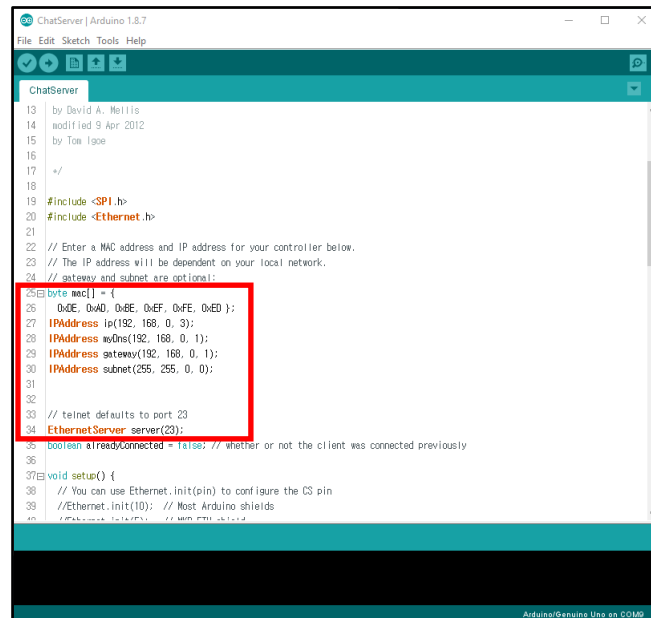 ChatServer | Arduino 1.8.7
File Edit Sketch Tools Help
ChatServer
13 by David A. Mellis
14 modified 9 Apr 2012
15 by Tom Igoe
16
17 */
18
19 #include <SPI.h>
20 #include <Ethernet.h>
21
22 // Enter a MAC address and IP address for your controller below.
23 // The IP address will be dependent on your local network.
24 // gateway and subnet are optional:
25 byte mac[] = {
26 0xDE, 0xAD, 0xBE, 0xEF, 0xFE, 0xED };
27 IPAddress ip(192, 168, 0, 3);
28 IPAddress myDns(192, 168, 0, 1);
29 IPAddress gateway(192, 168, 0, 1);
30 IPAddress subnet(255, 255, 0, 0);
31
32
33 // telnet defaults to port 23
34 EthernetServer server(23);
35 boolean alreadyConnected = false; // whether or not the client was connected previously
36
37 void setup() {
38 // You can use Ethernet.init(pin) to configure the CS pin
39 //Ethernet.init(10); // Most Arduino shields
40 //Ethernet.init(5); // MKR ETH shield
Arduino/Genuino Uno on COM9